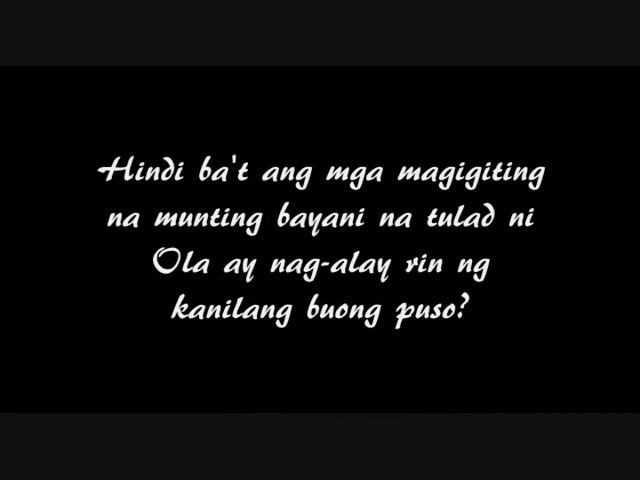 Hindi ba't ang mga magigiting
na munting bayani na tulad ni
Ola ay nag-alay rin ng
kanilang buong puso?